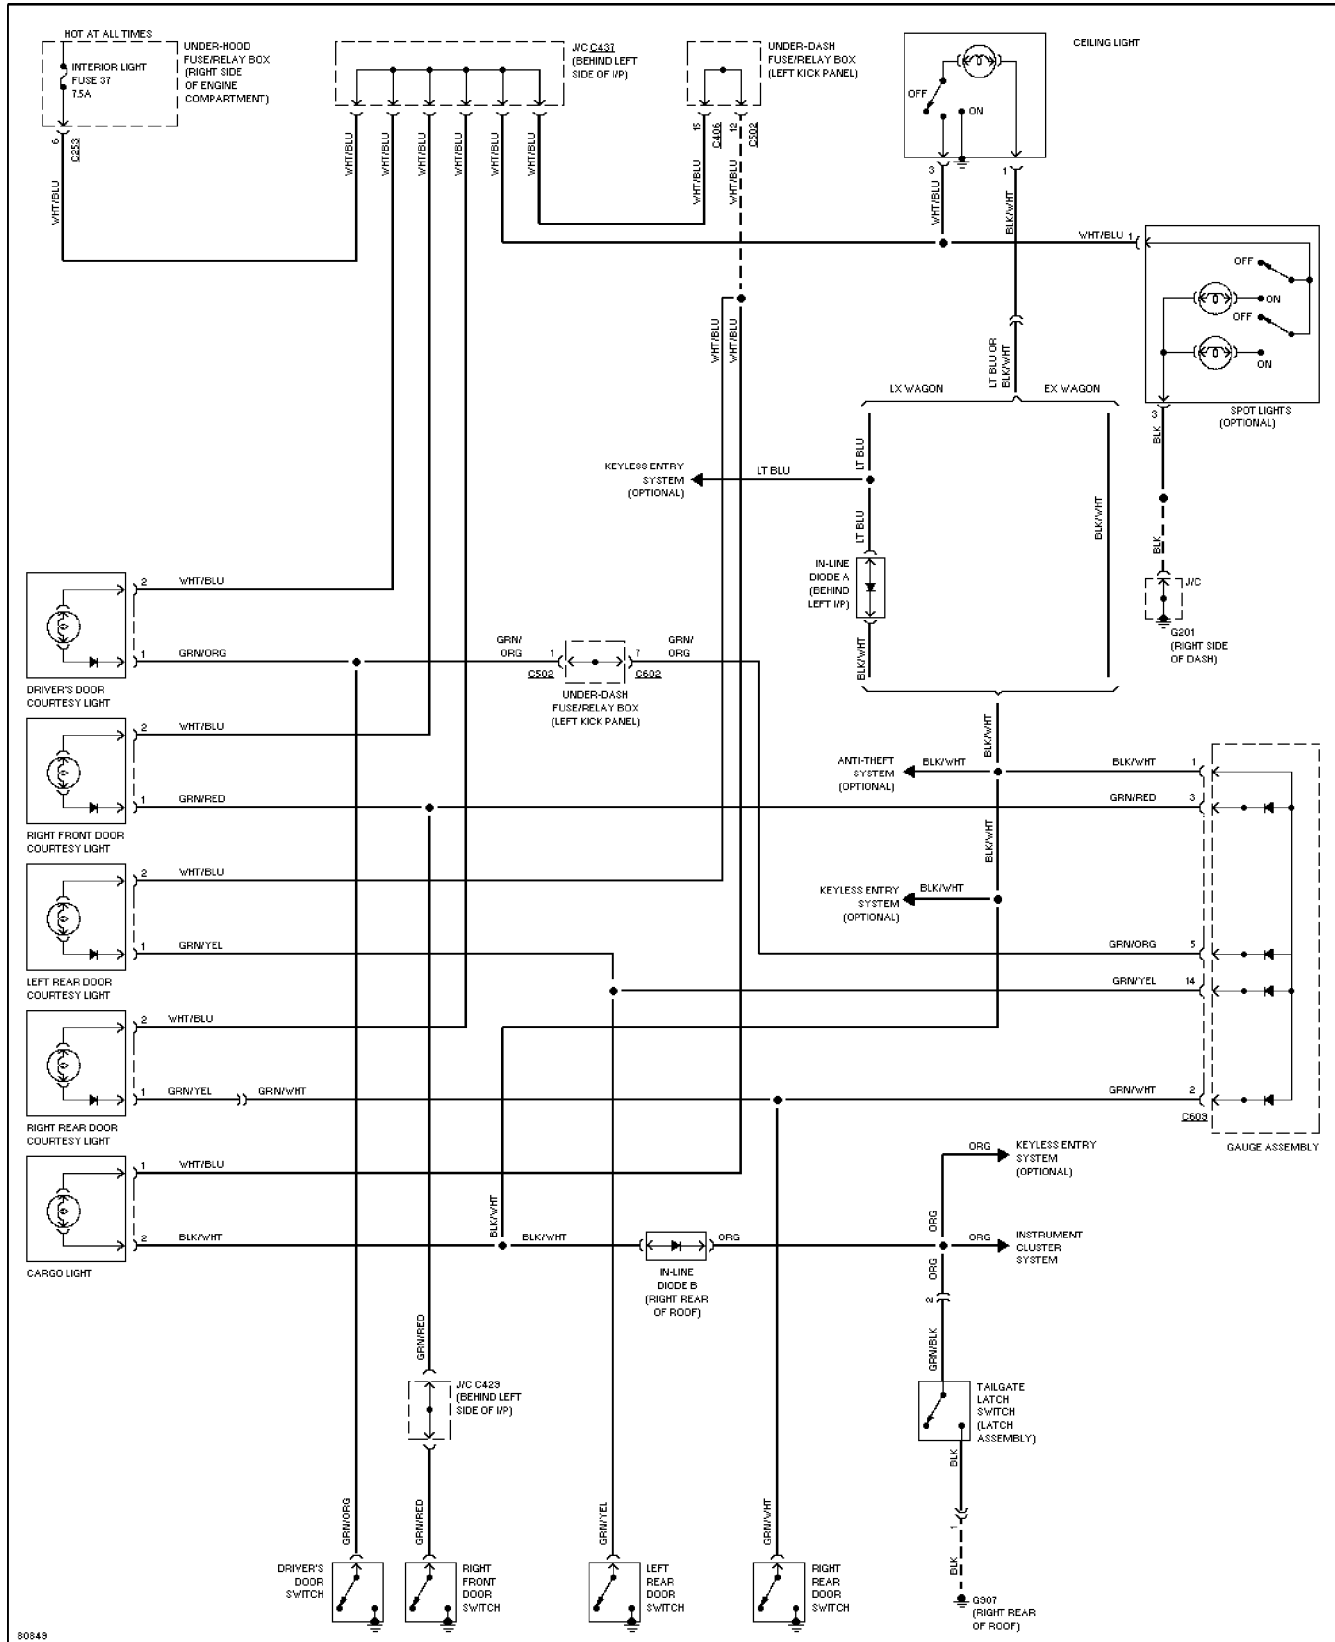 HOT AT ALL TIMES
INTERIOR LIGHT
FUSE 37
7.5A
UNDER-HOOD
FUSE/RELAY BOX
(RIGHT SIDE
OF ENGINE
COMPARTMENT)
6
C253
WHT/BLU
J/C C437
(BEHIND LEFT
SIDE OF I/P)
WHT/BLU
WHT/BLU
WHT/BLU
WHT/BLU
WHT/BLU
WHT/BLU
UNDER-DASH
FUSE/RELAY BOX
(LEFT KICK PANEL)
15
C406
12
C502
WHT/BLU
WHT/BLU
CEILING LIGHT
OFF
ON
3
1
WHT/BLU
BLK/WHT
WHT/BLU
1
OFF
ON
OFF
ON
SPOT LIGHTS
(OPTIONAL)
3
BLK
BLK
J/C
G201
(RIGHT SIDE
OF DASH)
WHT/BLU
WHT/BLU
LT BLU OR
BLK/WHT
LX WAGON
EX WAGON
LT BLU
KEYLESS ENTRY
SYSTEM
(OPTIONAL)
LT BLU
LT BLU
BLK/WHT
IN-LINE
DIODE A
(BEHIND
LEFT I/P)
BLK/WHT
2
WHT/BLU
1
GRN/ORG
DRIVER'S DOOR
COURTESY LIGHT
GRN/
ORG
1
C502
7
C602
GRN/
ORG
UNDER-DASH
FUSE/RELAY BOX
(LEFT KICK PANEL)
2
WHT/BLU
1
GRN/RED
RIGHT FRONT DOOR
COURTESY LIGHT
BLK/WHT
ANTI-THEFT
SYSTEM
(OPTIONAL)
BLK/WHT
BLK/WHT
1
GRN/RED
3
BLK/WHT
2
WHT/BLU
1
GRN/YEL
LEFT REAR DOOR
COURTESY LIGHT
KEYLESS ENTRY
SYSTEM
(OPTIONAL)
BLK/WHT
GRN/ORG
5
GRN/YEL
14
2
WHT/BLU
1
GRN/YEL
GRN/WHT
RIGHT REAR DOOR
COURTESY LIGHT
GRN/WHT
2
C609
GAUGE ASSEMBLY
1
WHT/BLU
2
BLK/WHT
CARGO LIGHT
BLK/WHT
BLK/WHT
ORG
IN-LINE
DIODE B
(RIGHT REAR
OF ROOF)
ORG
KEYLESS ENTRY
SYSTEM
(OPTIONAL)
ORG
ORG
INSTRUMENT
CLUSTER
SYSTEM
ORG
2
GRN/BLK
TAILGATE
LATCH
SWITCH
(LATCH
ASSEMBLY)
BLK
1
BLK
G907
(RIGHT REAR
OF ROOF)
GRN/RED
J/C C429
(BEHIND LEFT
SIDE OF I/P)
GRN/ORG
GRN/RED
GRN/YEL
GRN/WHT
DRIVER'S
DOOR
SWITCH
RIGHT
FRONT
DOOR
SWITCH
LEFT
REAR
DOOR
SWITCH
RIGHT
REAR
DOOR
SWITCH
80849